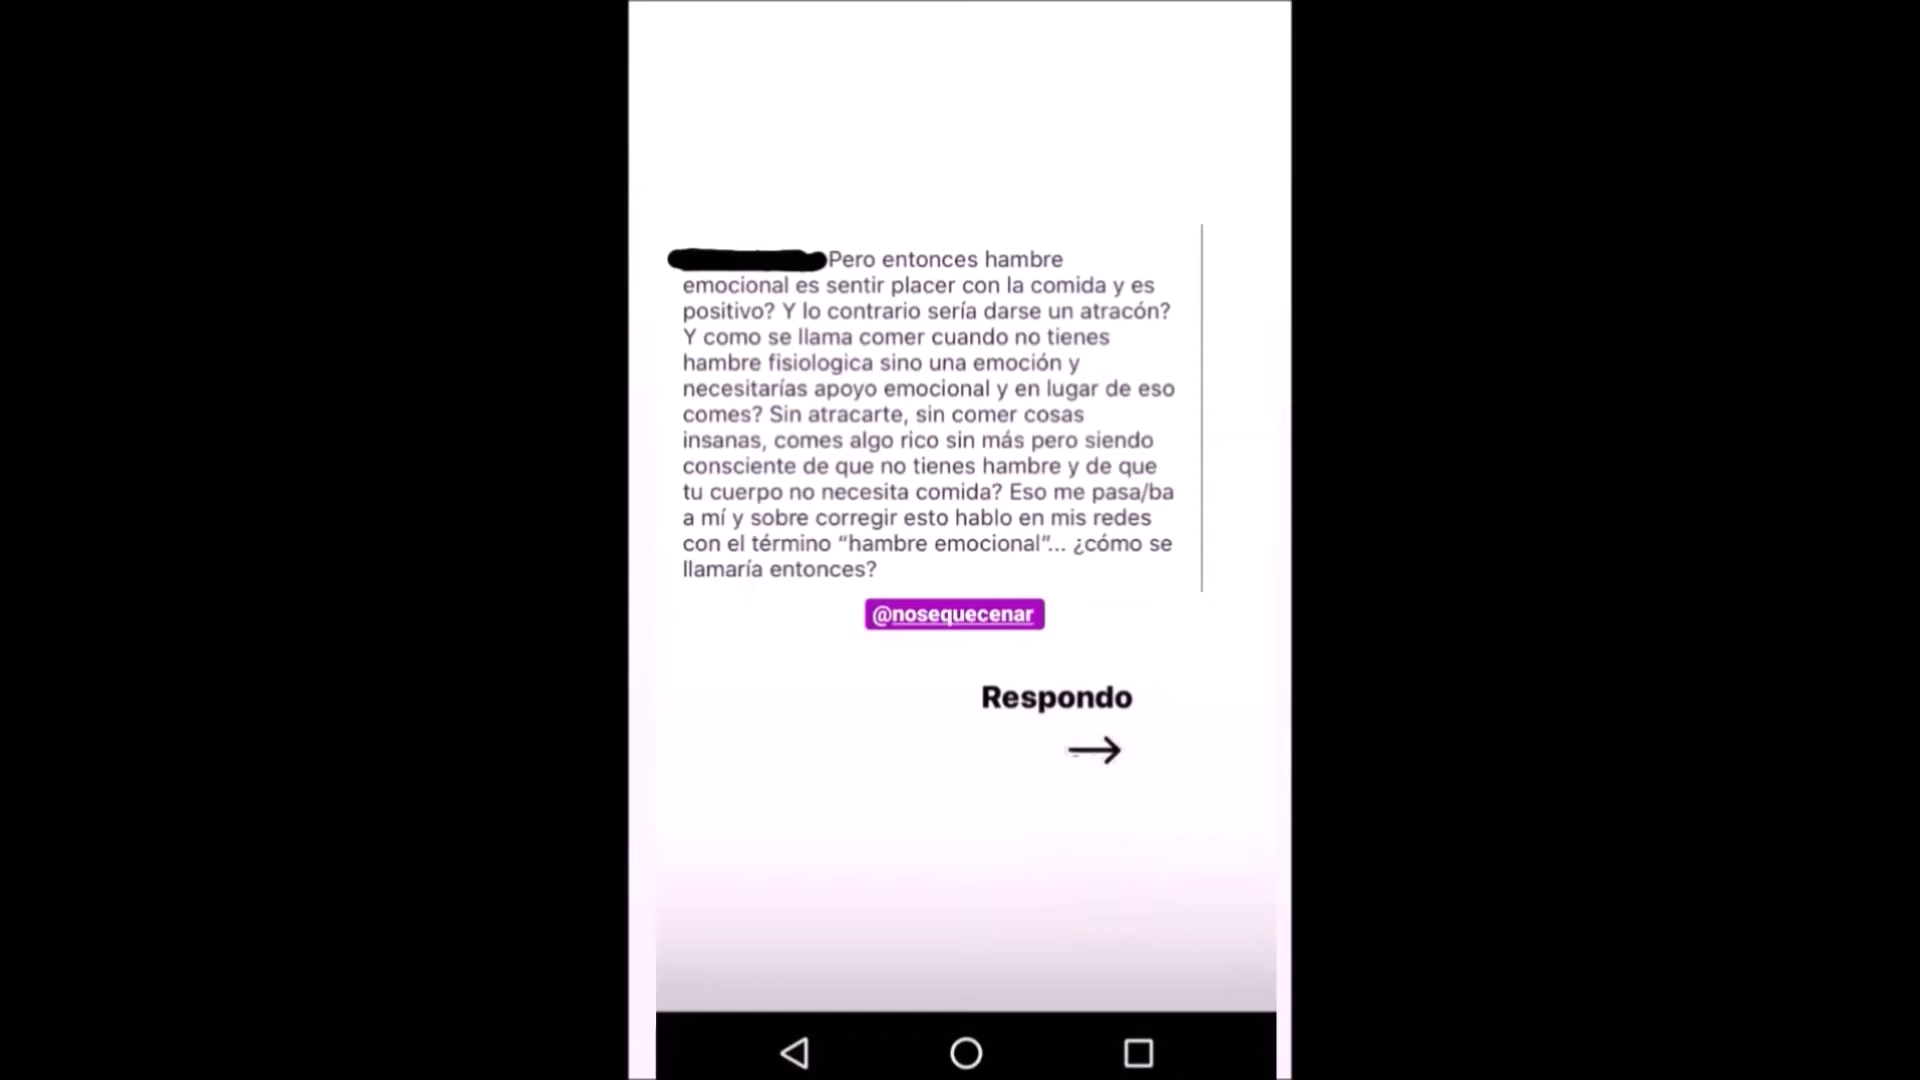 Pero entonces hambre
emocional es sentir placer con la comida y es
positivo? Y lo contrario sería darse un atracón?
Y como se llama comer cuando no tienes
hambre fisiologica sino una emoción y
necesitarías apoyo emocional y en lugar de eso
comes? Sin atracarte, sin comer cosas
insanas, comes algo rico sin más pero siendo
consciente de que no tienes hambre y de que
tu cuerpo no necesita comida? Eso me pasa/ba
a mí y sobre corregir esto hablo en mis redes
con el término “hambre emocional”... ¿cómo se
llamaría entonces?
@nosequecenar
Respondo